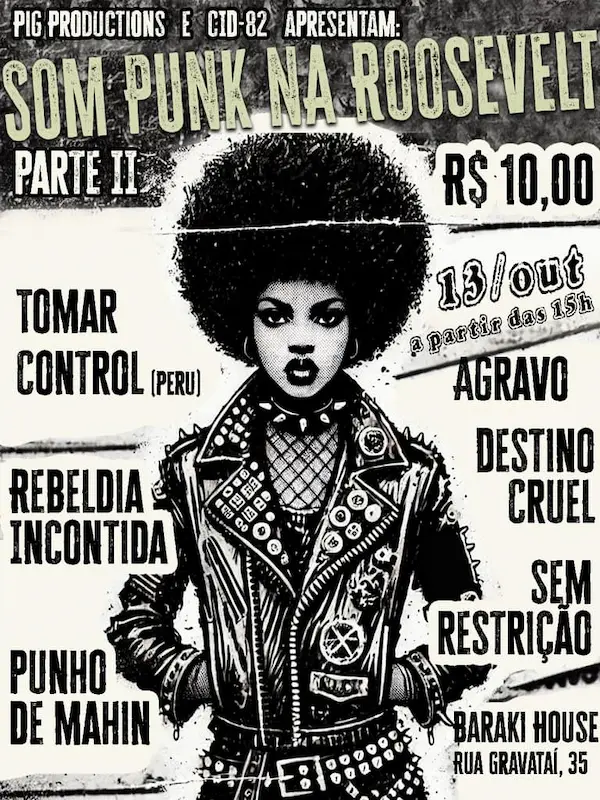 PIG PRODUCTIONS E CID-82 APRESENTAM:
SOM PUNK NA ROOSEVELT
PARTE II
R$ 10,00
13/out
a partir das 15h
TOMAR
CONTROL (PERU)
REBELDIA
INCONTIDA
PUNHO
DE MAHIN
AGRAVO
DESTINO
CRUEL
SEM
RESTRIÇÃO
BARAKI HOUSE
RUA GRAVATAÍ, 35